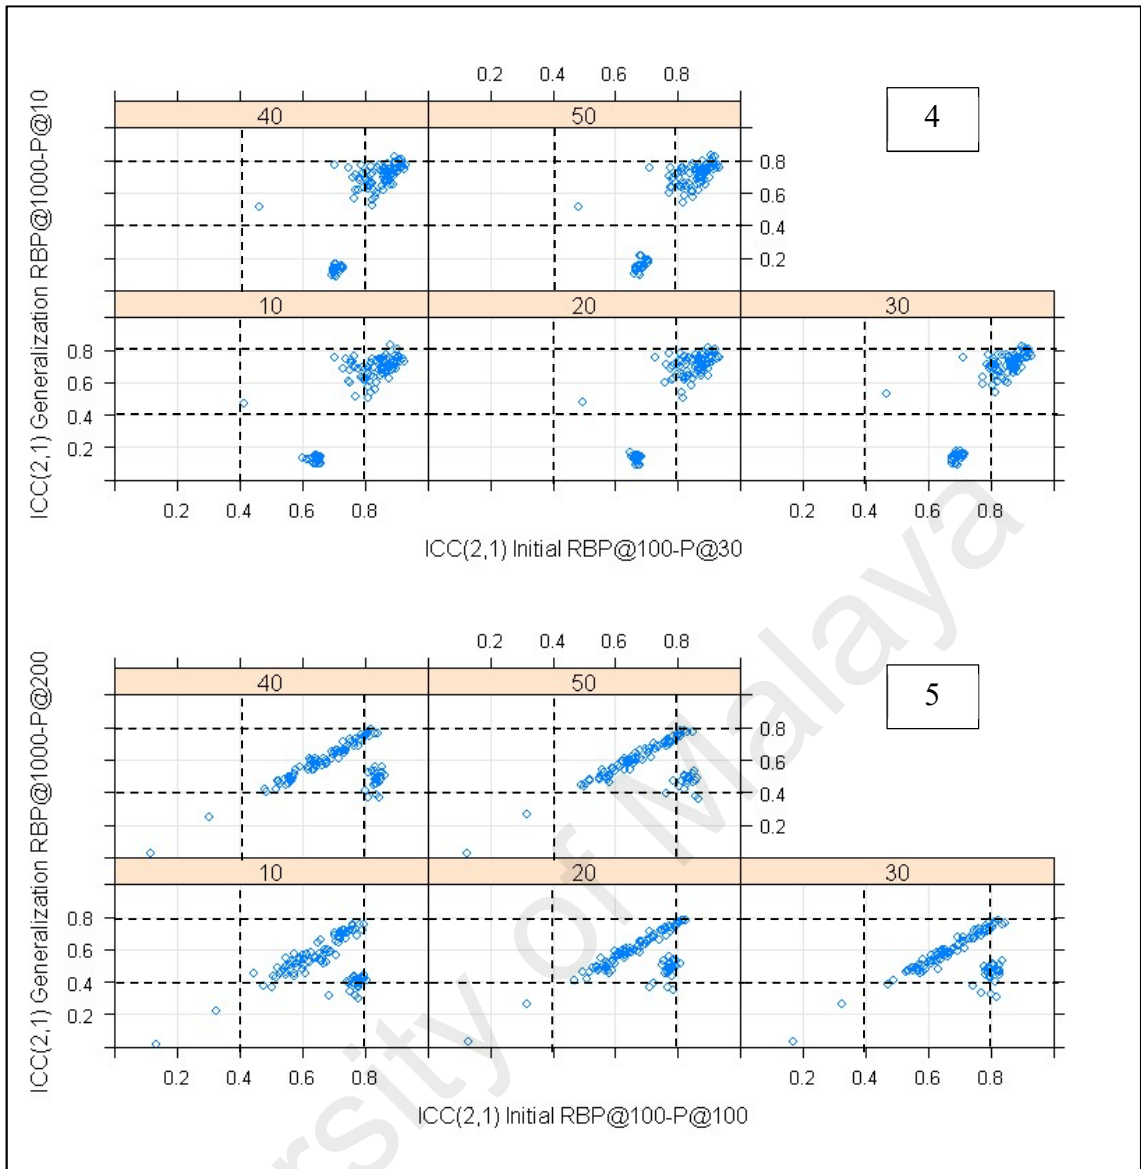 0.2 0.4 0.6 0.8
4
40 50
0.8
0.6
0.4
0.2
10 20 30
0.8
0.6
0.4
0.2
0.2 0.4 0.6 0.8 0.2 0.4 0.6 0.8
ICC(2,1) Generalization RBP@1000-P@10
ICC(2,1) Initial RBP@100-P@30
0.2 0.4 0.6 0.8
5
40 50
0.8
0.6
0.4
0.2
10 20 30
0.8
0.6
0.4
0.2
0.2 0.4 0.6 0.8 0.2 0.4 0.6 0.8
ICC(2,1) Generalization RBP@1000-P@200
ICC(2,1) Initial RBP@100-P@100
ersity of Malaya